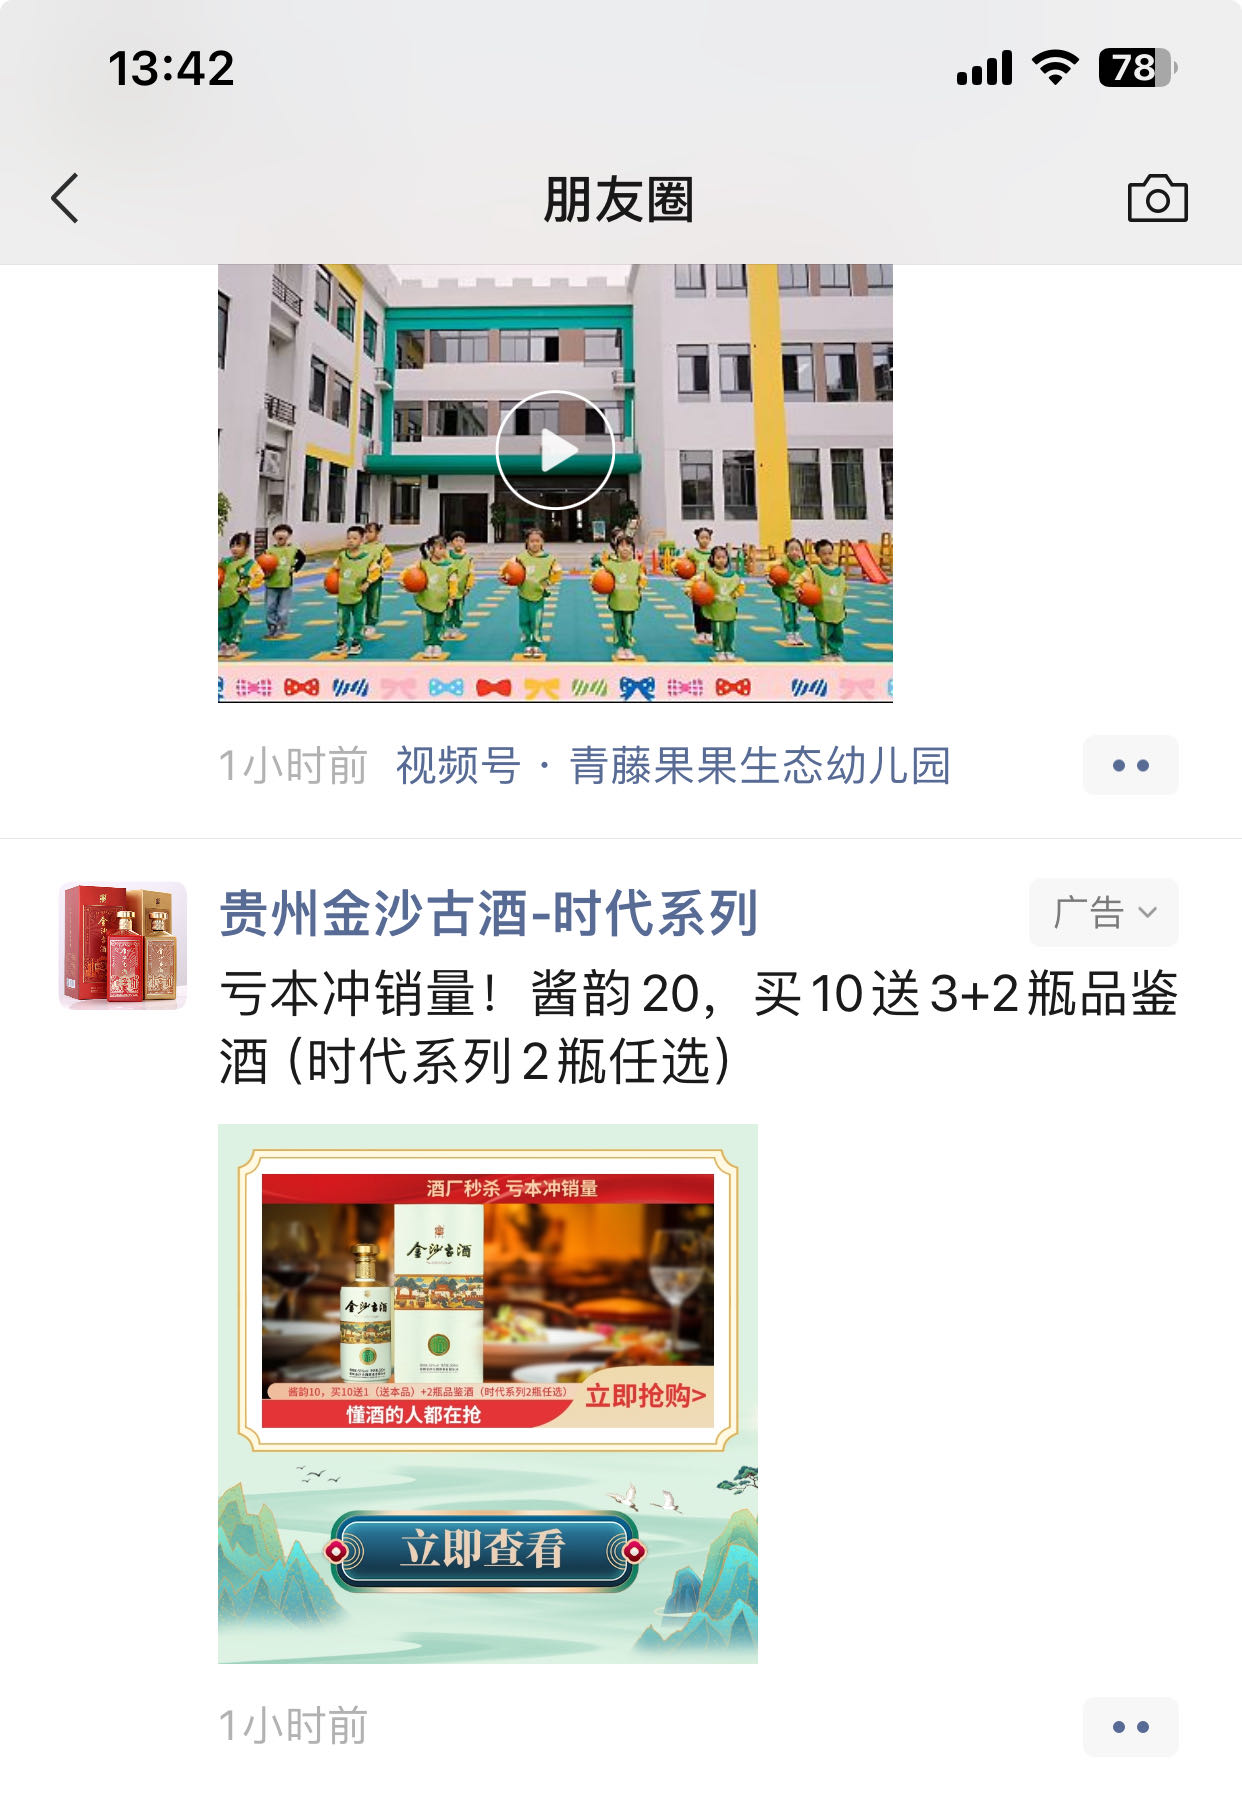 13:42
78
朋友圈
1小时前 视频号 · 青藤果果生态幼儿园
贵州金沙古酒-时代系列
广告
亏本冲销量！酱韵20，买10送3+2瓶品鉴
酒（时代系列2瓶任选）
酒厂秒杀 亏本冲销量
金沙古酒
金沙古酒
酱韵10，买10送1（送本品）+2瓶品鉴酒（时代系列2瓶任选）
立即抢购>
懂酒的人都在抢
立即查看
1小时前